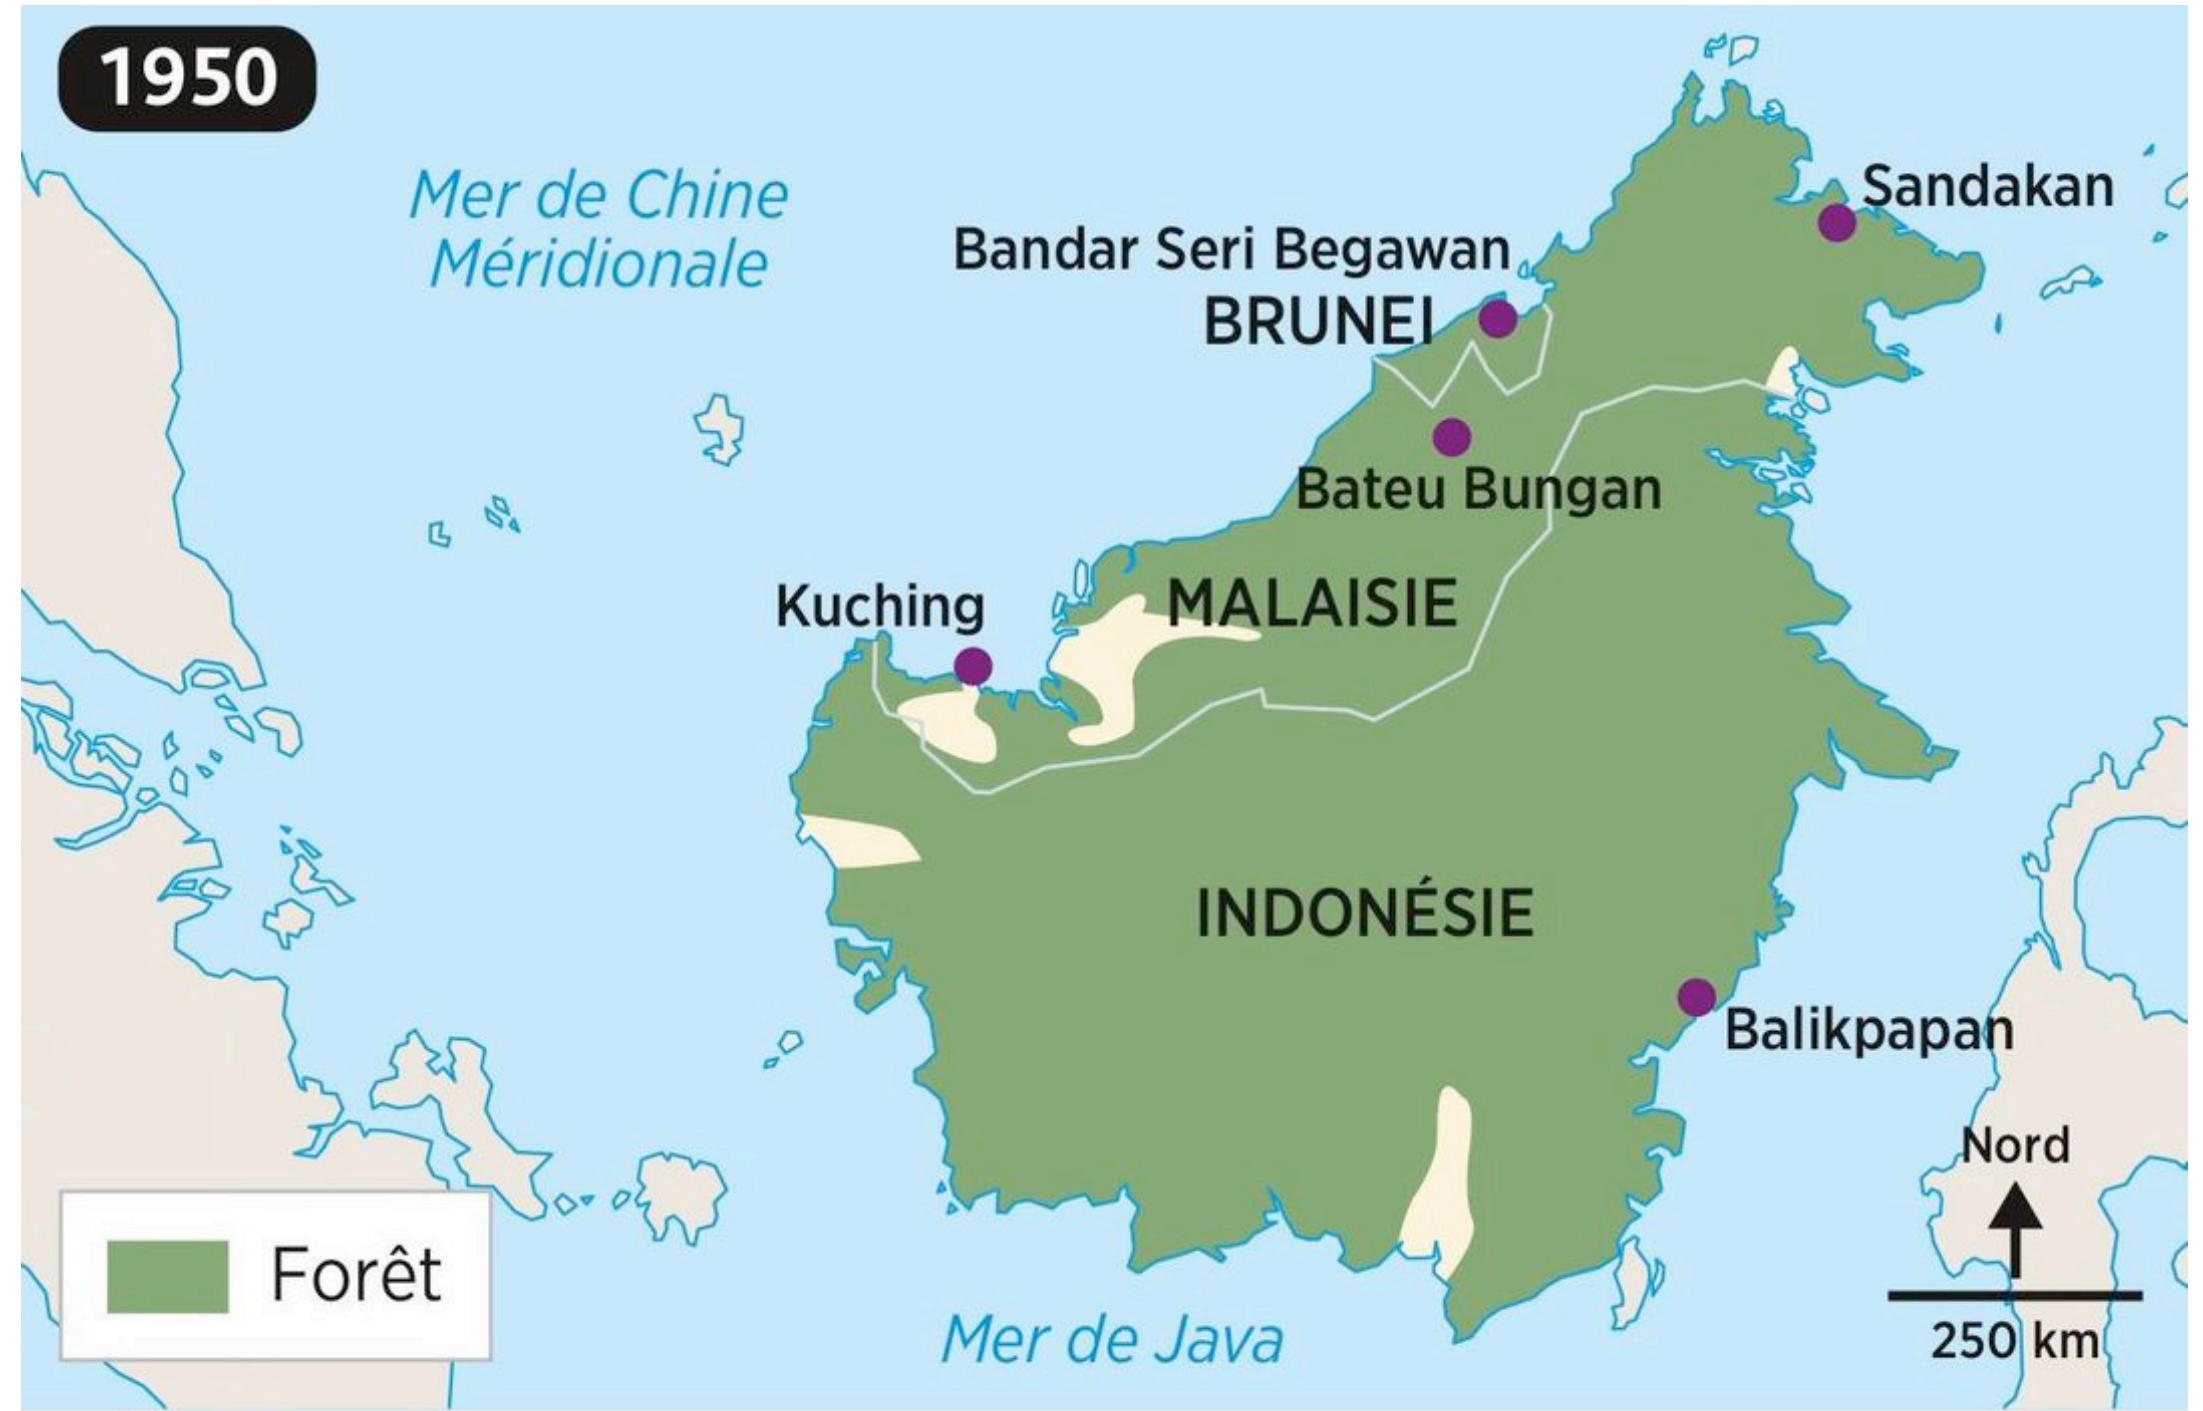 1950
Mer de Chine
Méridionale
Sandakan
Bandar Seri Begawan
BRUNEI
Bateu Bungan
MALAISIE
Kuching
INDONÉSIE
Balikpapan
Nord
250 km
Forêt
Mer de Java